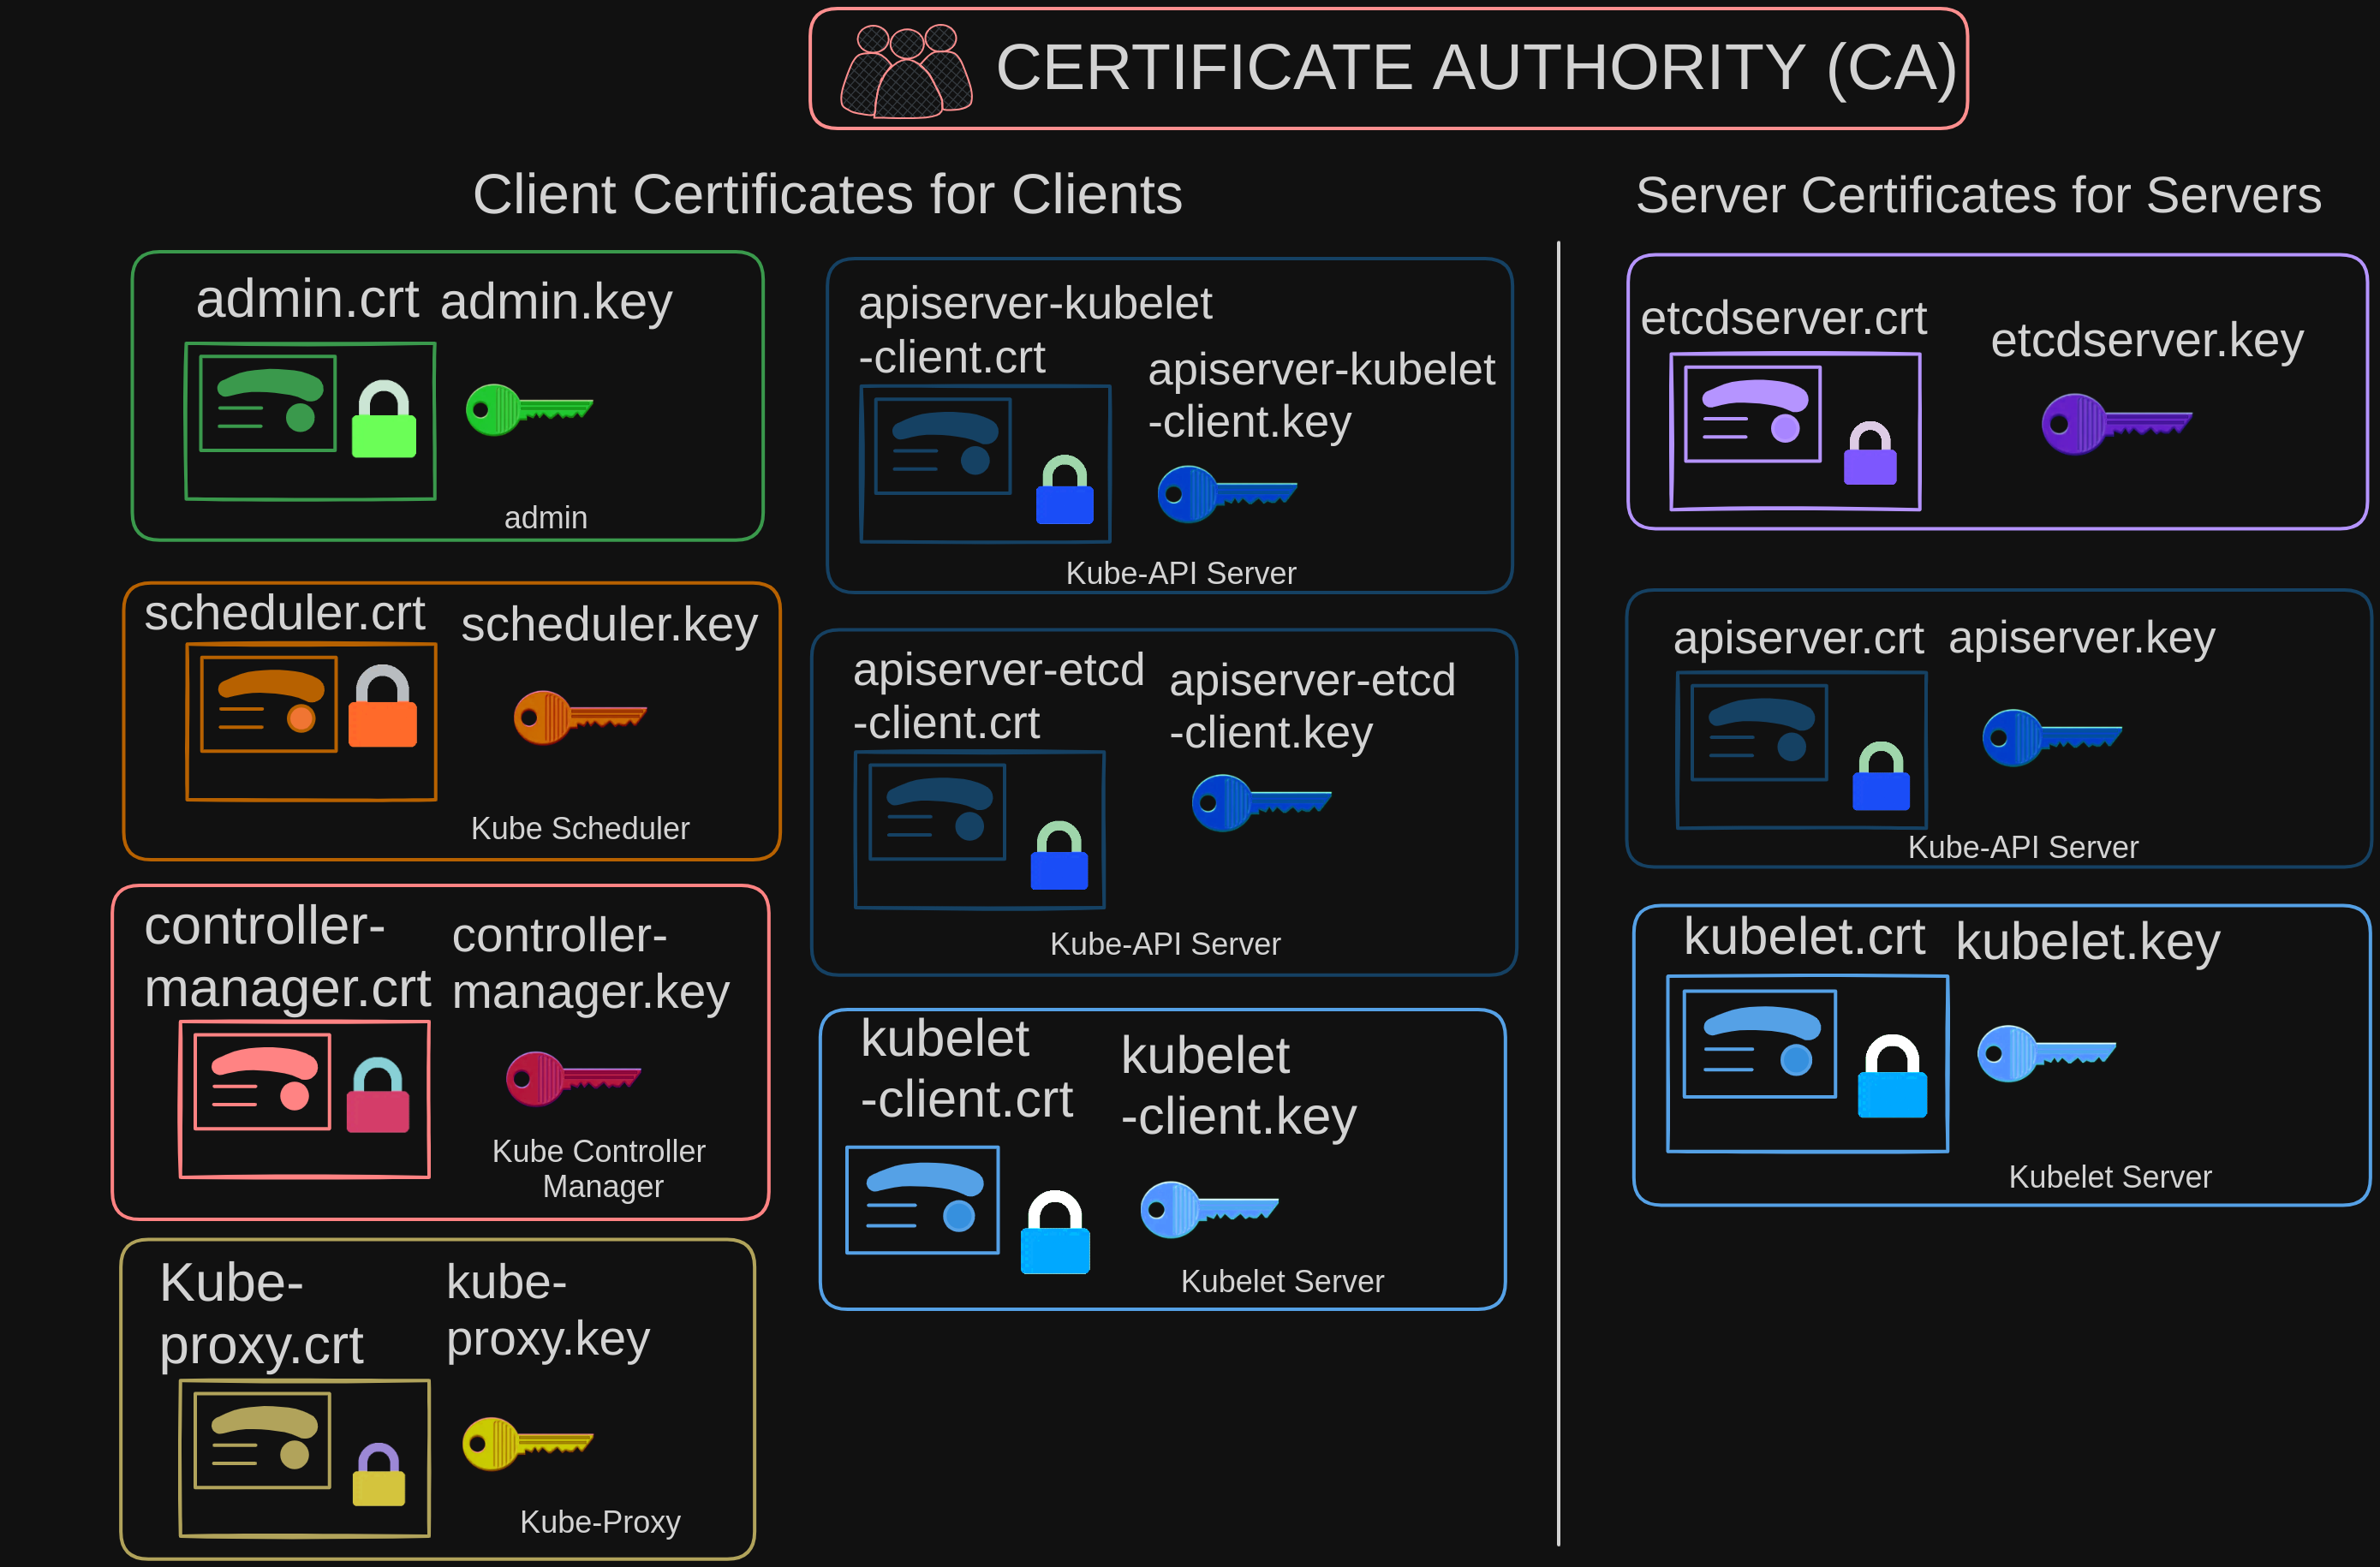 CERTIFICATE AUTHORITY (CA)
Client Certificates for Clients
Server Certificates for Servers
admin.crt
admin.key
admin
scheduler.crt
scheduler.key
Kube Scheduler
controller-
manager.crt
controller-
manager.key
Kube Controller
Manager
Kube-
proxy.crt
kube-
proxy.key
Kube-Proxy
apiserver-kubelet
-client.crt
apiserver-kubelet
-client.key
Kube-API Server
apiserver-etcd
-client.crt
apiserver-etcd
-client.key
Kube-API Server
kubelet
-client.crt
kubelet
-client.key
Kubelet Server
etcdserver.crt
etcdserver.key
apiserver.crt
apiserver.key
Kube-API Server
kubelet.crt
kubelet.key
Kubelet Server